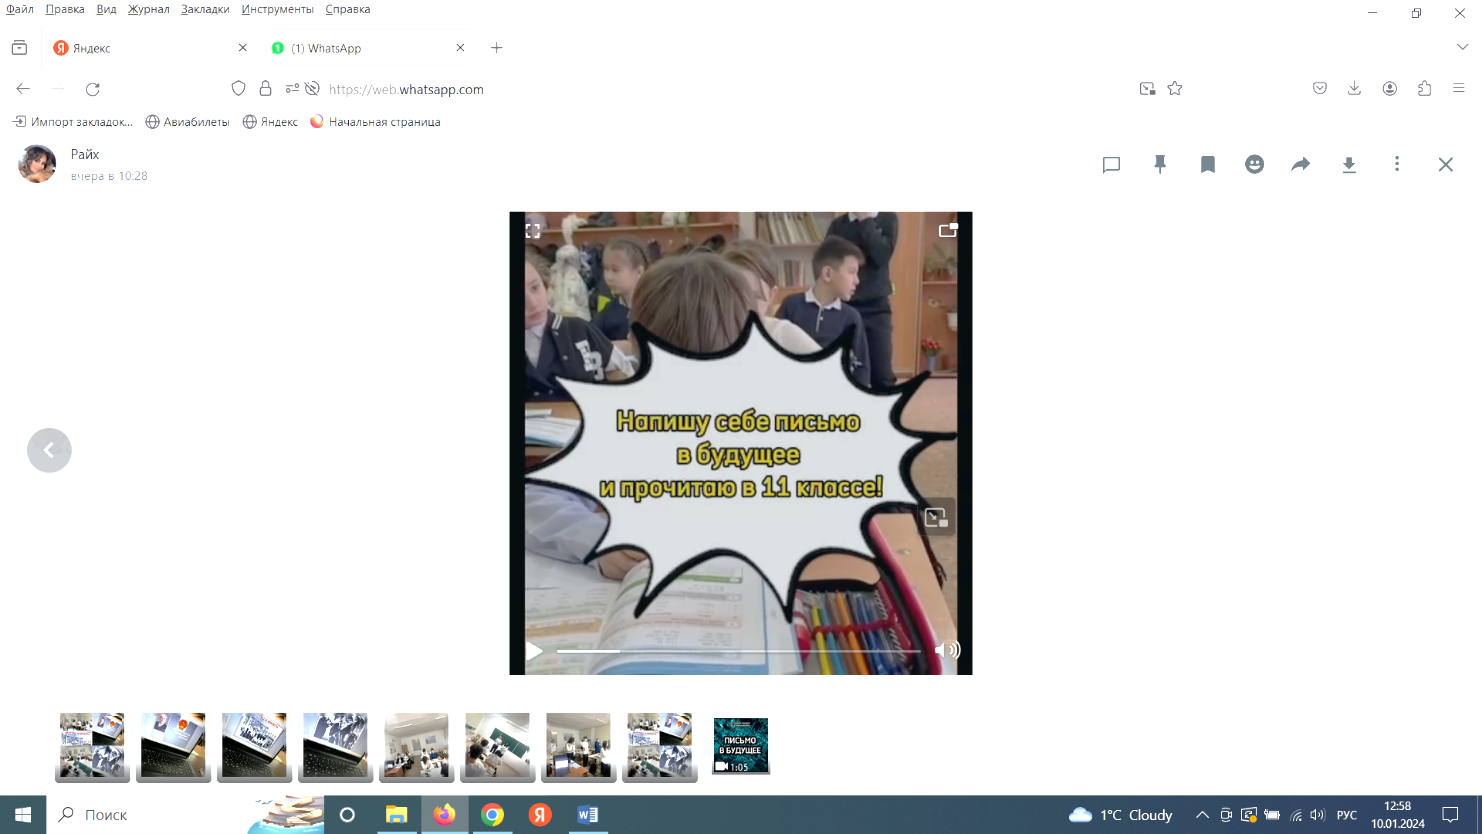 Файл Правка Вид Журнал Закладки Инструменты Справка
Яндекс
(1) WhatsApp
https://web.whatsapp.com
Импорт закладок...
Авиабилеты
Яндекс
Начальная страница
Райх
вчера в 10:28
Напишу себе письмо
в будущее
и прочитаю в 11 классе!
ПИСЬМО
В БУДУЩЕЕ
1:05
Поиск
1°C Cloudy
РУС
12:58
10.01.2024